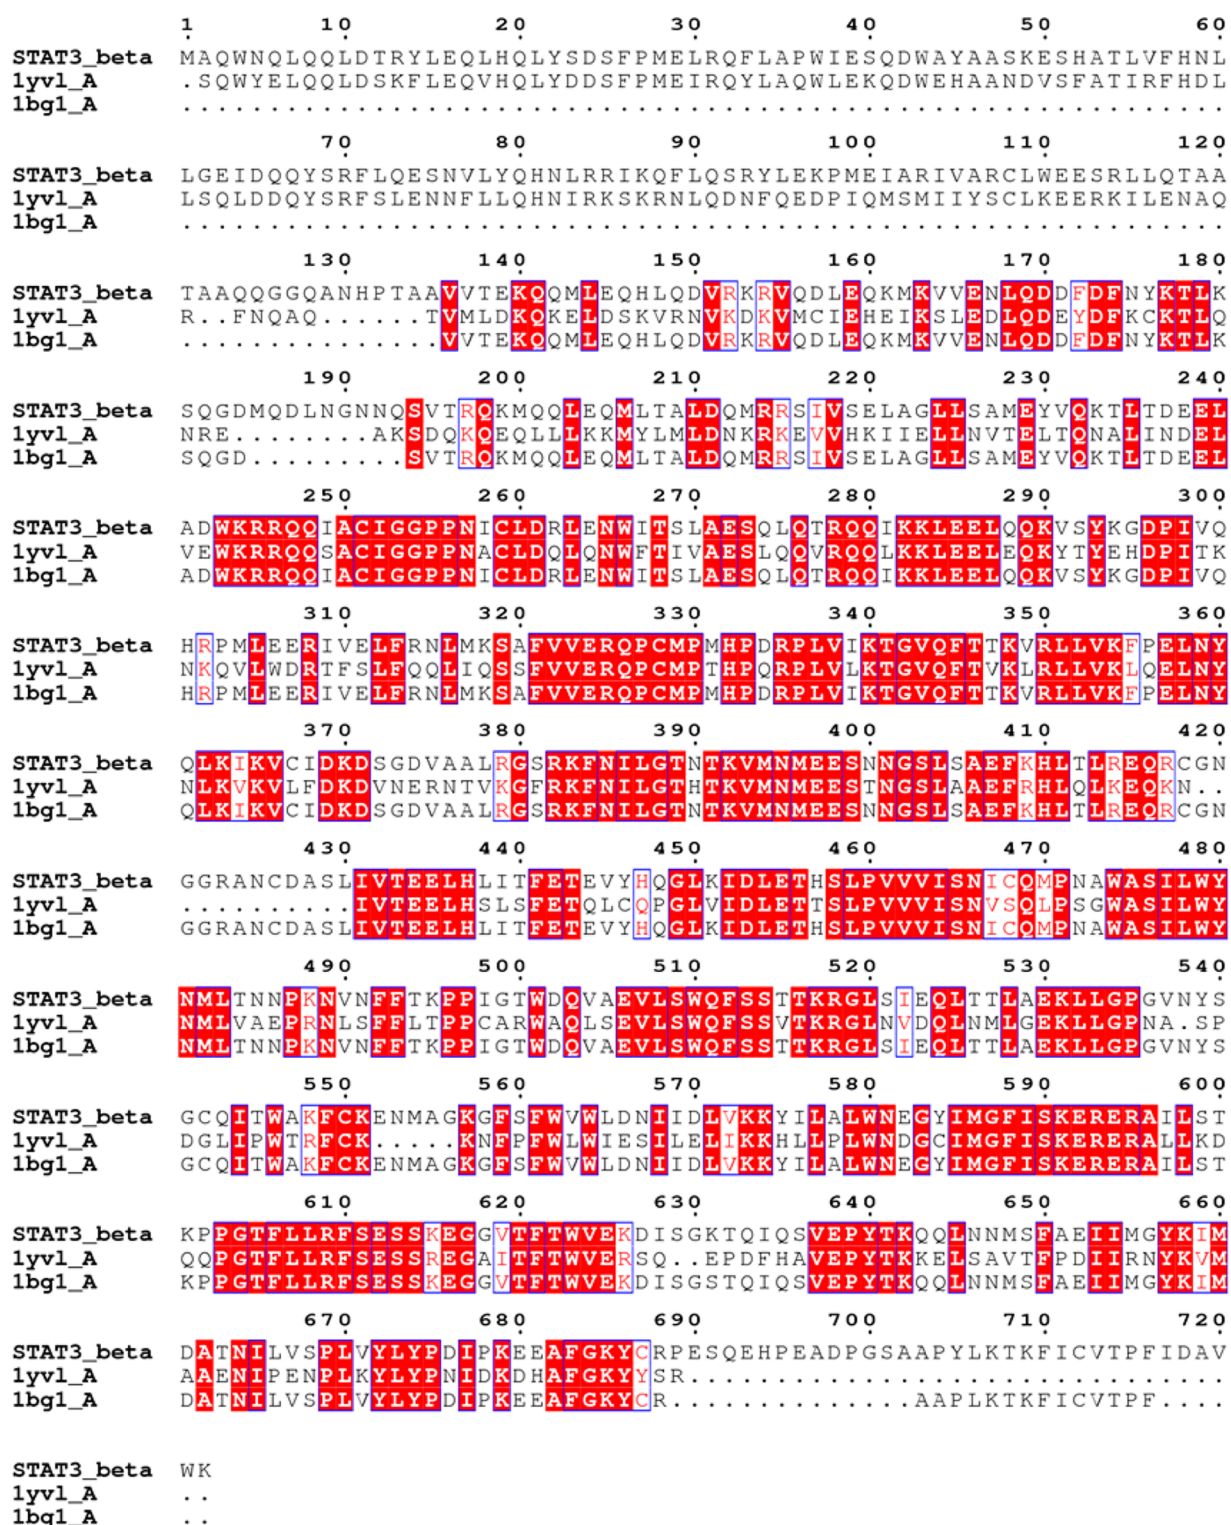 1 10 20 30 40 50 60
STAT3_beta MAQWNQLQQLDTRYLEQLHQLYSDSFPMELRQFLAPWIESQDWAYAASKESHATLVFHNL
1yvl_A .SQWYELQQLDSKFLEQVHQLYDDSFPMEIRQYLAQWLEKQDWEHAANDVSFATIRFHDL
1bg1_A ............................................................
70 80 90 100 110 120
STAT3_beta LGEIDQQYSRFLQESNVLYQHNLRRIKQFLQSRYLEKPMEIARIVARCLWEESRLLQTAA
1yvl_A LSQLDDQYSRFSLENNFLLQHNIRKSKRNLQDNFQEDPIQMSMIIYSCLKEERKILENAQ
1bg1_A ............................................................
130 140 150 160 170 180
STAT3_beta TAAQQGGQANHPTAAVVTEKQQMLEQHLQDVRKRVQDLEQKMKVVENLQDDFDFNYKTLK
1yvl_A R..FNQAQ......TVMLDKQKELDSKVRNVKDKVMCIEHEIKSLEDLQDEYDFKCKTLQ
1bg1_A ...............VVTEKQQMLEQHLQDVRKRVQDLEQKMKVVENLQDDFDFNYKTLK
190 200 210 220 230 240
STAT3_beta SQGDMQDLNGNNQSVTRQKMQQLEQMLTALDQMRRSIVSELAGLLSAMEYVQKTLTDEEL
1yvl_A NRE........AKSDQKQEQLLLKKMYLMLDNKRKEVVHKIIELLNVTELTQNALINDEL
1bg1_A SQGD.........SVTRQKMQQLEQMLTALDQMRRSIVSELAGLLSAMEYVQKTLTDEEL
250 260 270 280 290 300
STAT3_beta ADWKRRQQIACIGGPPNICLDRLENWITSLAESQLQTRQQIKKLEELQQKVSYKGDPIVQ
1yvl_A VEWKRRQQSACIGGPPNACLDQLQNWFTIVAESLQQVRQQLKKLEELEQKYTYEHDPITK
1bg1_A ADWKRRQQIACIGGPPNICLDRLENWITSLAESQLQTRQQIKKLEELQQKVSYKGDPIVQ
310 320 330 340 350 360
STAT3_beta HRPMLEERIVELFRNLMKSAFVVERQPCMPMHPDRPLVIKTGVQFTTKVRLLVKFPELNY
1yvl_A NKQVLWDRTFSLFQQLIQSSFVVERQPCMPTHPQRPLVLKTGVQFTVKLRLLVKLQELNY
1bg1_A HRPMLEERIVELFRNLMKSAFVVERQPCMPMHPDRPLVIKTGVQFTTKVRLLVKFPELNY
370 380 390 400 410 420
STAT3_beta QLKIKVCIDKDSGDVAALRGSRKFNILGTNTKVMNMEESNNGSLSAEFKHLTLREQRCGN
1yvl_A NLKVKVLFDKDVNERNTVKGFRKFNILGTHTKVMNMEESTNGSLAAEFRHLQLKEQKN..
1bg1_A QLKIKVCIDKDSGDVAALRGSRKFNILGTNTKVMNMEESNNGSLSAEFKHLTLREQRCGN
430 440 450 460 470 480
STAT3_beta GGRANCDASLIVTEELHLITFETEVYHQGLKIDLETHSLPVVVISNICQMPNAWASILWY
1yvl_A ..........IVTEELHSLSFETQLCQPGLVIDLETTSLPVVVISNVSQLPSGWASILWY
1bg1_A GGRANCDASLIVTEELHLITFETEVYHQGLKIDLETHSLPVVVISNICQMPNAWASILWY
490 500 510 520 530 540
STAT3_beta NMLTNNPKNVNFFTKPPIGTWDQVAEVLSWQFSSTTKRGLSIEQLTTLAEKLLGPGVNYS
1yvl_A NMLVAEPRNLSFFLTPPCARWAQLSEVLSWQFSSVTKRGLNVDQLNMLGEKLLGPNA.SP
1bg1_A NMLTNNPKNVNFFTKPPIGTWDQVAEVLSWQFSSTTKRGLSIEQLTTLAEKLLGPGVNYS
550 560 570 580 590 600
STAT3_beta GCQITWAKFCKENMAGKGFSFWVWLDNIIDLVKKYILALWNEGYIMGFISKERERAILST
1yvl_A DGLIPWTRFCK.....KNFPFWLWIESILELIKKHLLPLWNDGCIMGFISKERERALLKD
1bg1_A GCQITWAKFCKENMAGKGFSFWVWLDNIIDLVKKYILALWNEGYIMGFISKERERAILST
610 620 630 640 650 660
STAT3_beta KPPGTFLLRFSESSKEGGVTFTWVEKDISGKTQIQSVEPYTKQQLNNMSFAEIIMGYKIM
1yvl_A QQPGTFLLRFSESSREGAITFTWVERSQ..EPDFHAVEPYTKKELSAVTFPDIIRNYKVM
1bg1_A KPPGTFLLRFSESSKEGGVTFTWVEKDISGSTQIQSVEPYTKQQLNNMSFAEIIMGYKIM
670 680 690 700 710 720
STAT3_beta DATNILVSPLVYLYPDIPKEEAFGKYCRPESQEHPEADPGSAAPYLKTKFICVTPFIDAV
1yvl_A AAENIPENPLKYLYPNIDKDHAFGKYYSR...............................
1bg1_A DATNILVSPLVYLYPDIPKEEAFGKYCR..............AAPLKTKFICVTPF....
STAT3_beta WK
1yvl_A ..
1bg1_A ..